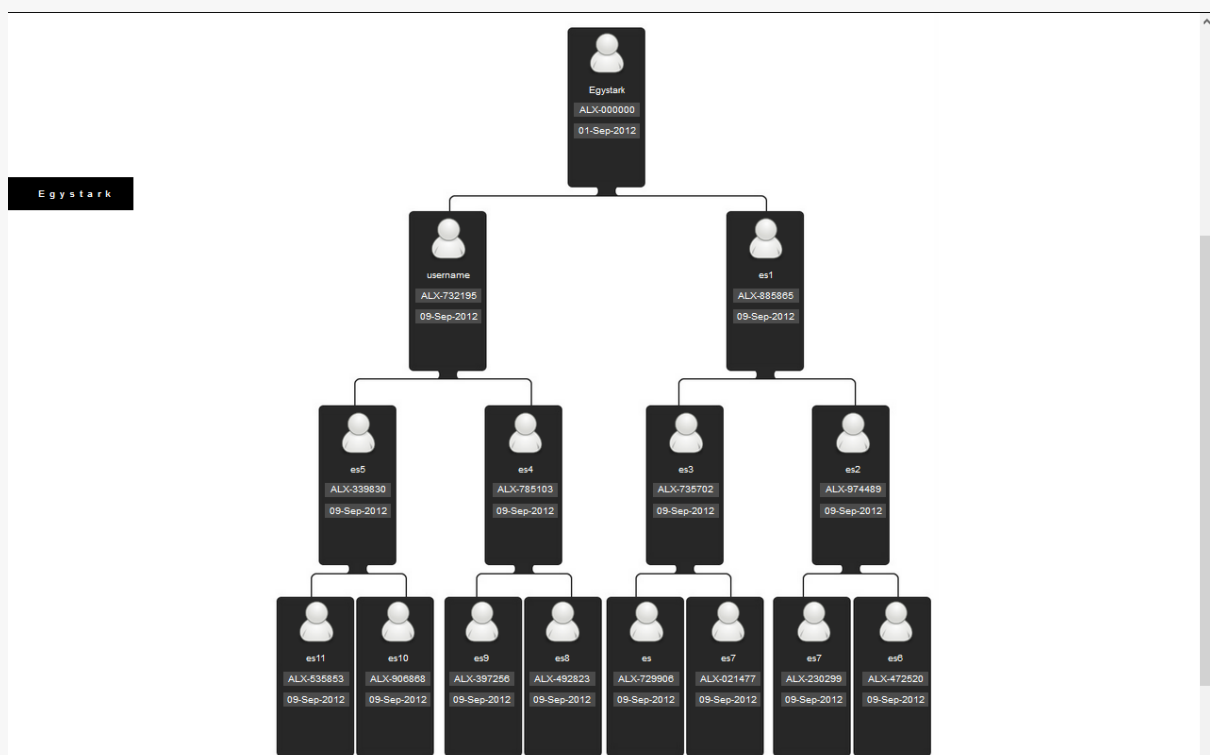 Egystark
ALX-000000
01-Sep-2012
Egystark
username
ALX-732195
09-Sep-2012
es1
ALX-885865
09-Sep-2012
es5
ALX-339830
09-Sep-2012
es4
ALX-785103
09-Sep-2012
es3
ALX-735702
09-Sep-2012
es2
ALX-974489
09-Sep-2012
es11
ALX-535853
09-Sep-2012
es10
ALX-906868
09-Sep-2012
es9
ALX-397256
09-Sep-2012
es8
ALX-492823
09-Sep-2012
es
ALX-729906
09-Sep-2012
es7
ALX-021477
09-Sep-2012
es7
ALX-230299
09-Sep-2012
es6
ALX-472520
09-Sep-2012